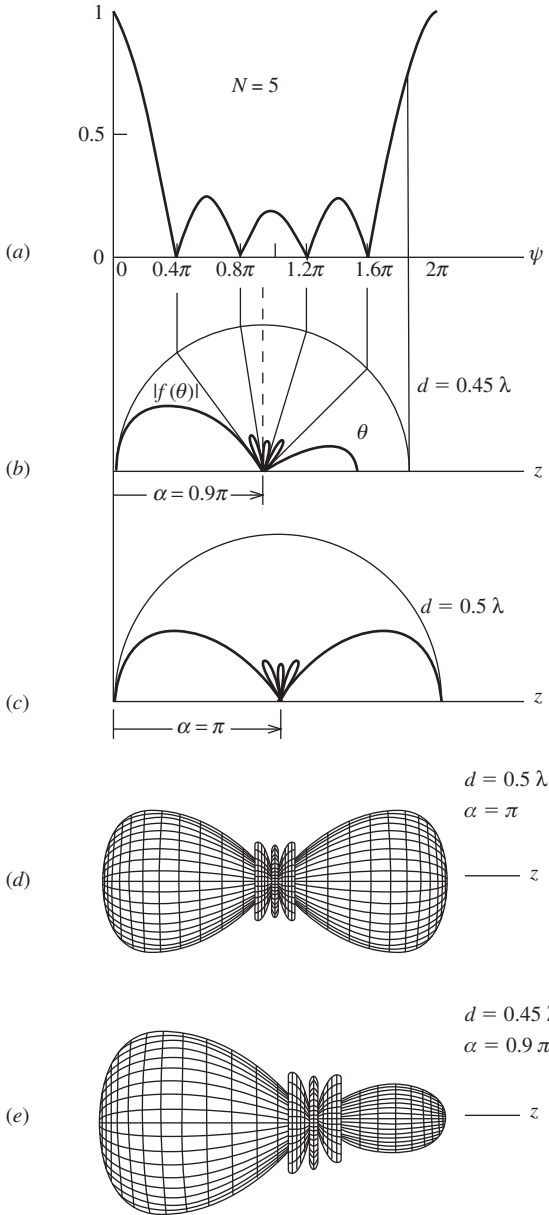 1
N = 5
0.5
(a)
0
ψ
0 0.4π 0.8π 1.2π 1.6π 2π
|f(θ)|
d = 0.45 λ
θ
(b)
z
α = 0.9π
d = 0.5 λ
(c)
z
α = π
d = 0.5 λ
α = π
(d)
z
d = 0.45 λ
α = 0.9 π
(e)
z